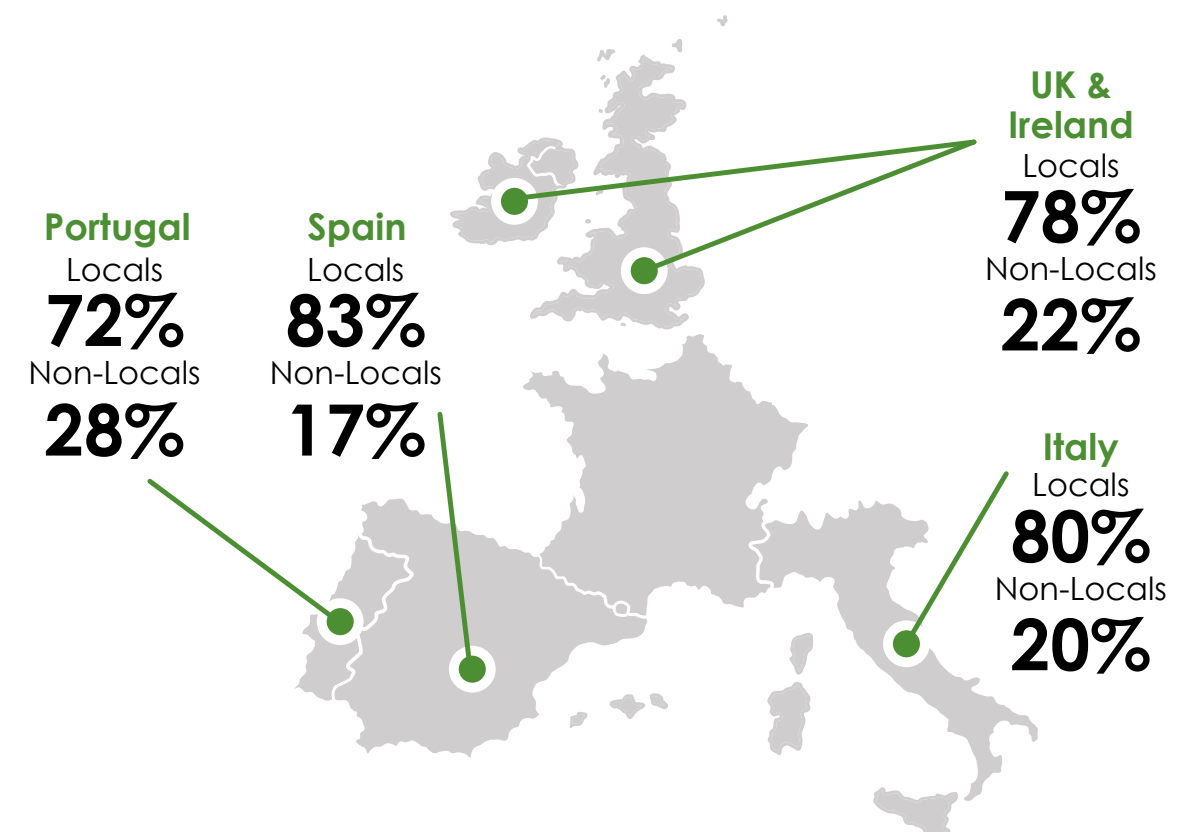 Portugal
Locals
72%
Non-Locals
28%
Spain
Locals
83%
Non-Locals
17%
UK &
Ireland
Locals
78%
Non-Locals
22%
Italy
Locals
80%
Non-Locals
20%